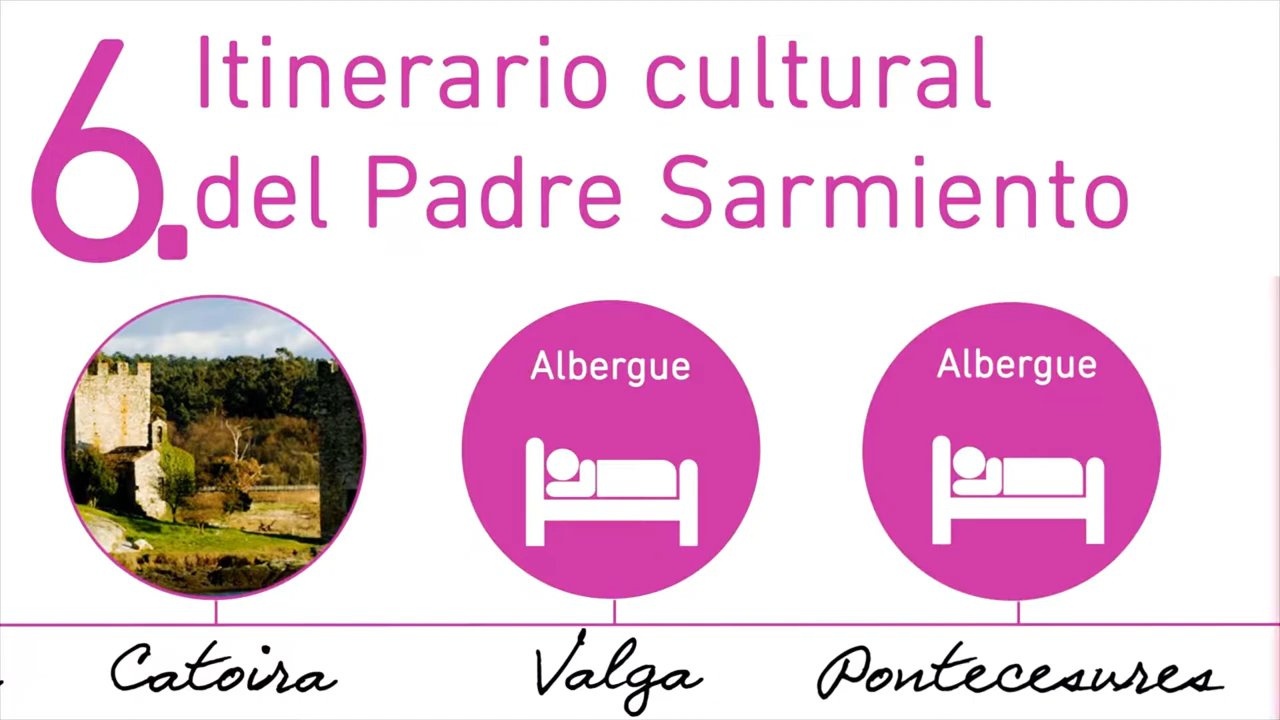 6. Itinerario cultural
del Padre Sarmiento
Albergue
Albergue
Catoira
Valga
Pontecesures